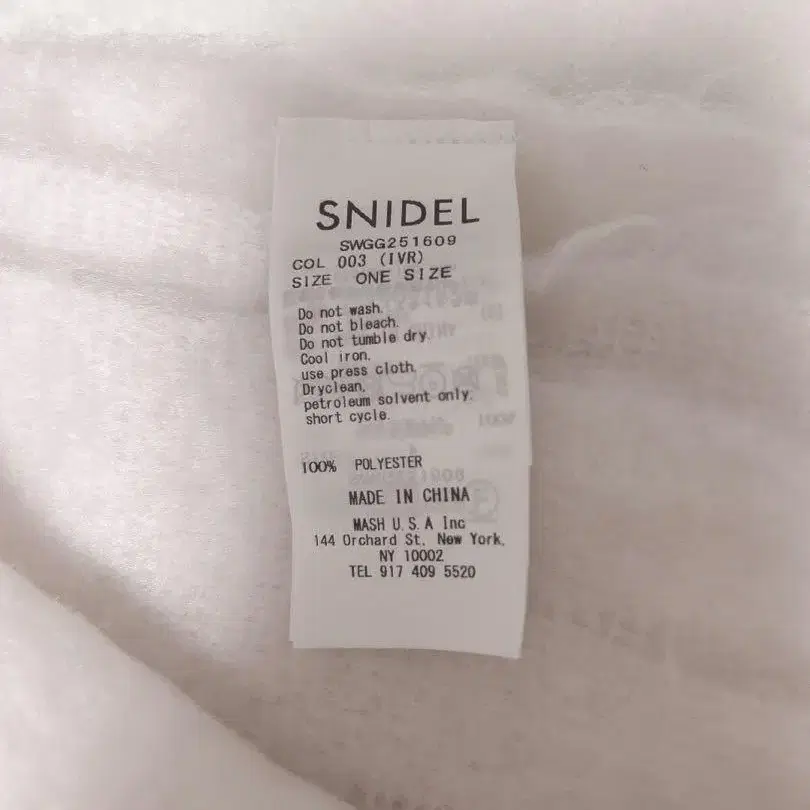 SNIDEL
SWGG251609
COL 003 (IVR)
SIZE ONE SIZE
Do not wash.
Do not bleach.
Do not tumble dry.
Cool iron.
use press cloth.
Dryclean,
petroleum solvent only.
short cycle.
100% POLYESTER
MADE IN CHINA
MASH U.S.A Inc
144 Orchard St, New York,
NY 10002
TEL 917 409 5520